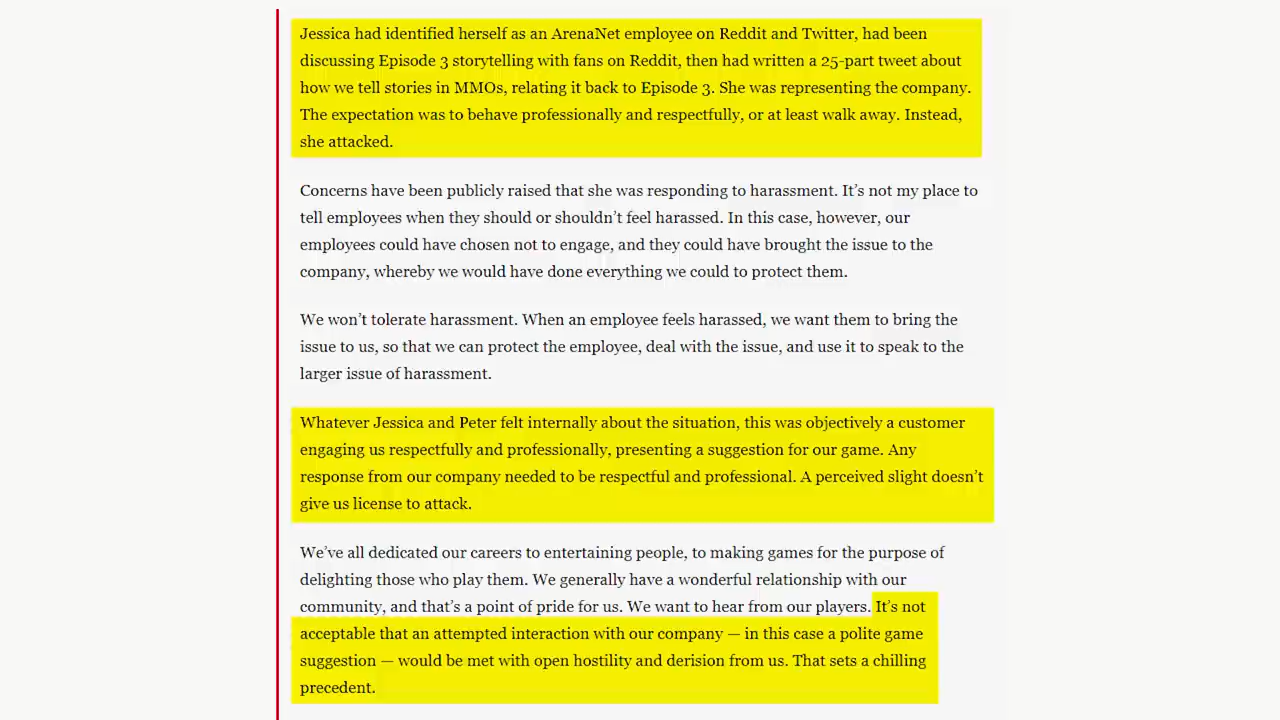 Jessica had identified herself as an ArenaNet employee on Reddit and Twitter, had been
discussing Episode 3 storytelling with fans on Reddit, then had written a 25-part tweet about
how we tell stories in MMOs, relating it back to Episode 3. She was representing the company.
The expectation was to behave professionally and respectfully, or at least walk away. Instead,
she attacked.
Concerns have been publicly raised that she was responding to harassment. It’s not my place to
tell employees when they should or shouldn’t feel harassed. In this case, however, our
employees could have chosen not to engage, and they could have brought the issue to the
company, whereby we would have done everything we could to protect them.
We won’t tolerate harassment. When an employee feels harassed, we want them to bring the
issue to us, so that we can protect the employee, deal with the issue, and use it to speak to the
larger issue of harassment.
Whatever Jessica and Peter felt internally about the situation, this was objectively a customer
engaging us respectfully and professionally, presenting a suggestion for our game. Any
response from our company needed to be respectful and professional. A perceived slight doesn’t
give us license to attack.
We’ve all dedicated our careers to entertaining people, to making games for the purpose of
delighting those who play them. We generally have a wonderful relationship with our
community, and that’s a point of pride for us. We want to hear from our players. It’s not
acceptable that an attempted interaction with our company — in this case a polite game
suggestion — would be met with open hostility and derision from us. That sets a chilling
precedent.